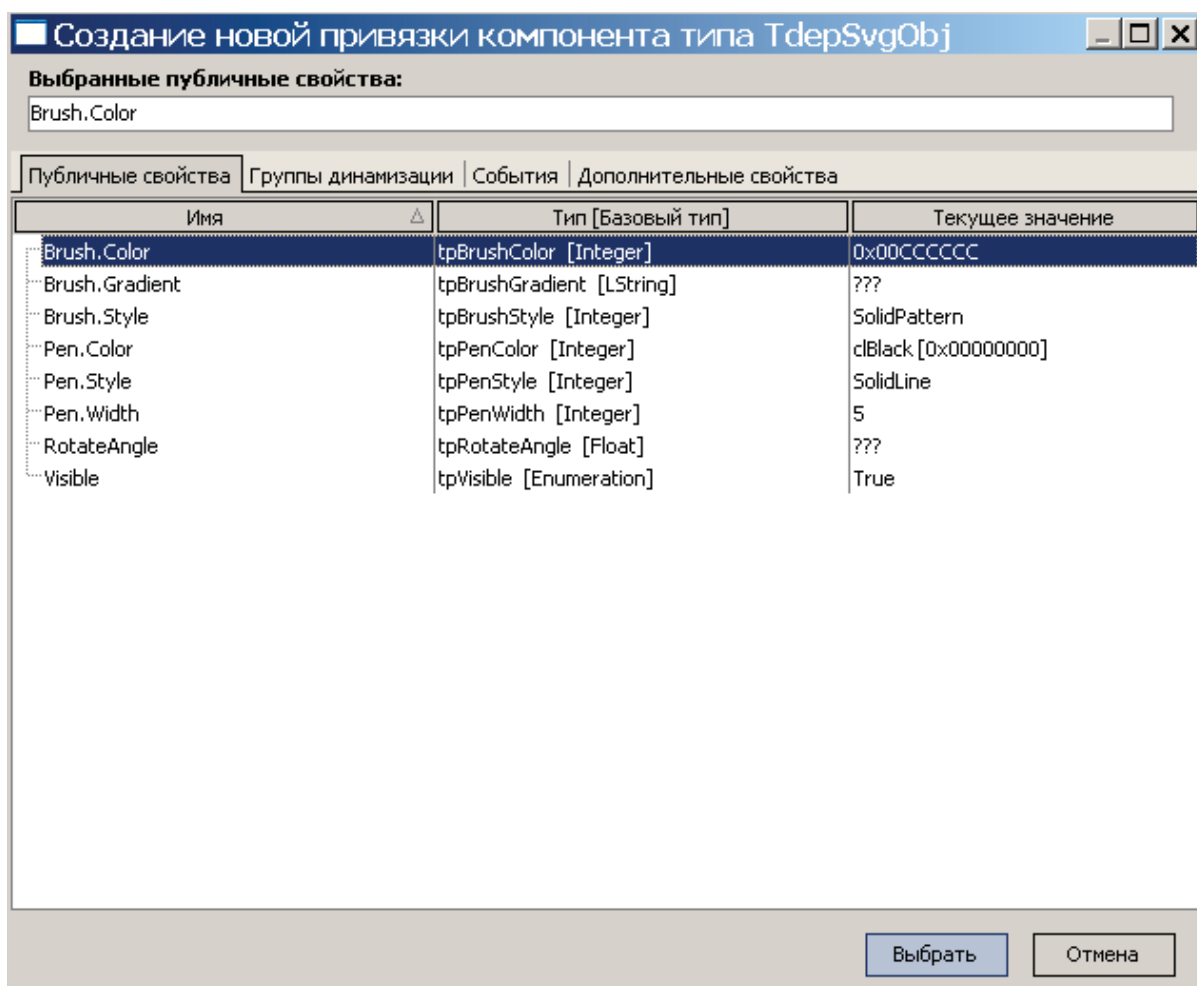 Создание новой привязки компонента типа TdepSvgObj
Выбранные публичные свойства:
Brush.Color
Публичные свойства Группы динамизации События Дополнительные свойства
Имя Тип [Базовый тип] Текущее значение
Brush.Color tpBrushColor [Integer] 0x00CCCCCC
Brush.Gradient tpBrushGradient [LString] ???
Brush.Style tpBrushStyle [Integer] SolidPattern
Pen.Color tpPenColor [Integer] clBlack [0x00000000]
Pen.Style tpPenStyle [Integer] SolidLine
Pen.Width tpPenWidth [Integer] 5
RotateAngle tpRotateAngle [Float] ???
Visible tpVisible [Enumeration] True
Выбрать Отмена